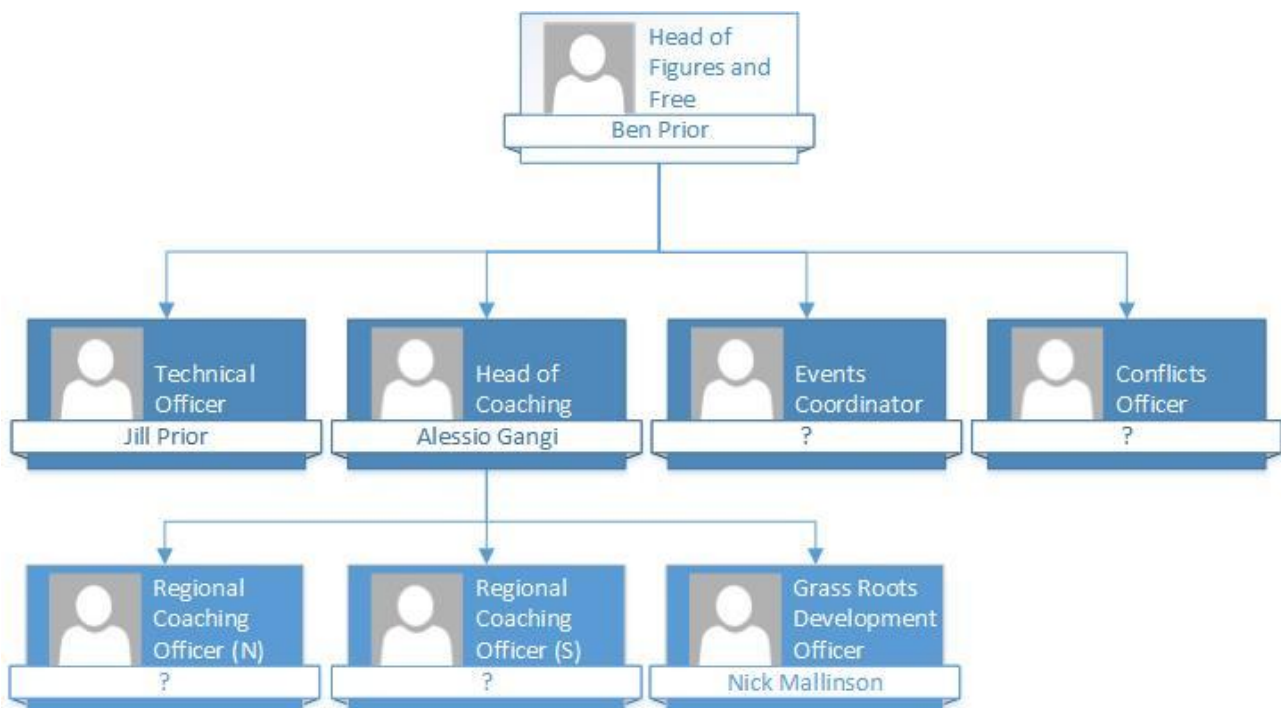 Head of
Figures and
Free
Ben Prior
Technical
Officer
Jill Prior
Head of
Coaching
Alessio Gangi
Events
Coordinator
?
Conflicts
Officer
?
Regional
Coaching
Officer (N)
?
Regional
Coaching
Officer (S)
?
Grass Roots
Development
Officer
Nick Mallinson